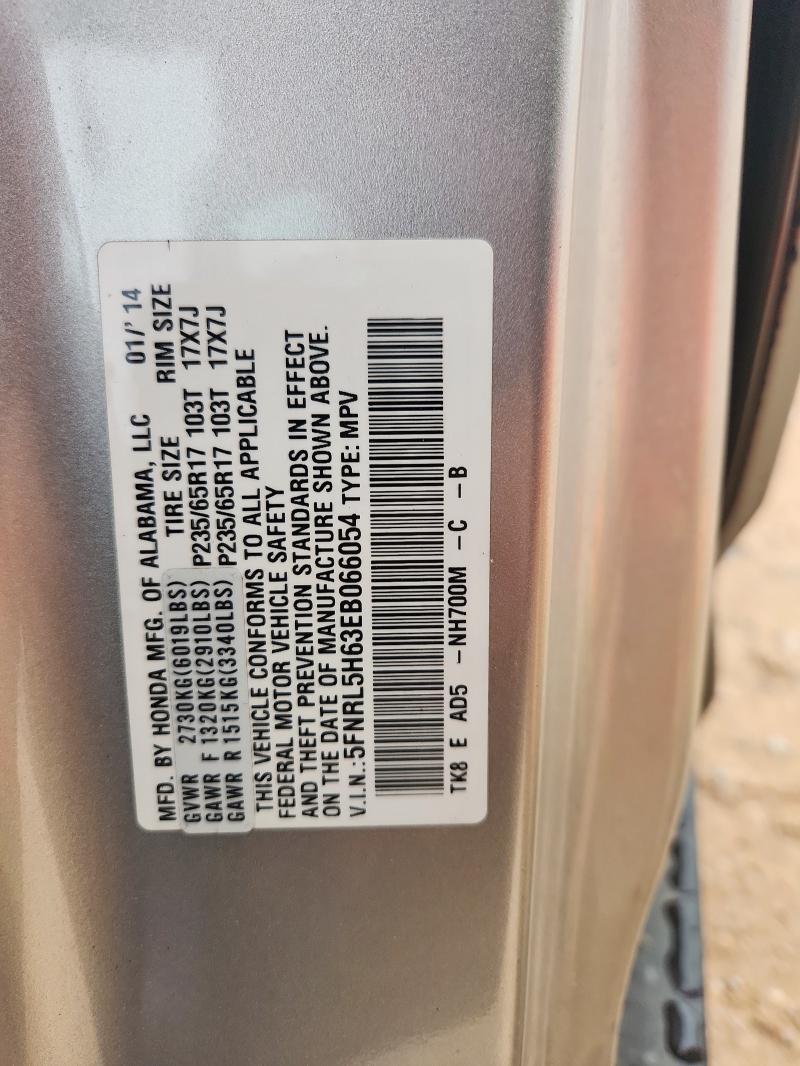 MFD. BY HONDA MFG. OF ALABAMA, LLC 01/' 14
GVWR 2730KG(6019LBS) TIRE SIZE RIM SIZE
GAWR F 1320KG(2910LBS) P235/65R17 103T 17X7J
GAWR R 1515KG(3340LBS) P235/65R17 103T 17X7J
THIS VEHICLE CONFORMS TO ALL APPLICABLE
FEDERAL MOTOR VEHICLE SAFETY
AND THEFT PREVENTION STANDARDS IN EFFECT
ON THE DATE OF MANUFACTURE SHOWN ABOVE.
V.I.N.:5FNRL5H63EB066054 TYPE: MPV
TK8 E AD5 -NH700M -C -B